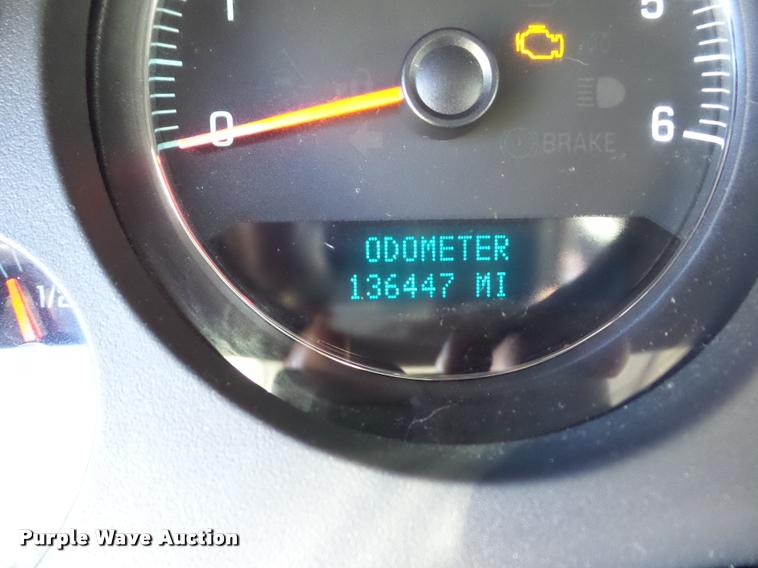 1
5
0
6
BRAKE
ODOMETER
136447 MI
1/2
Purple Wave Auction